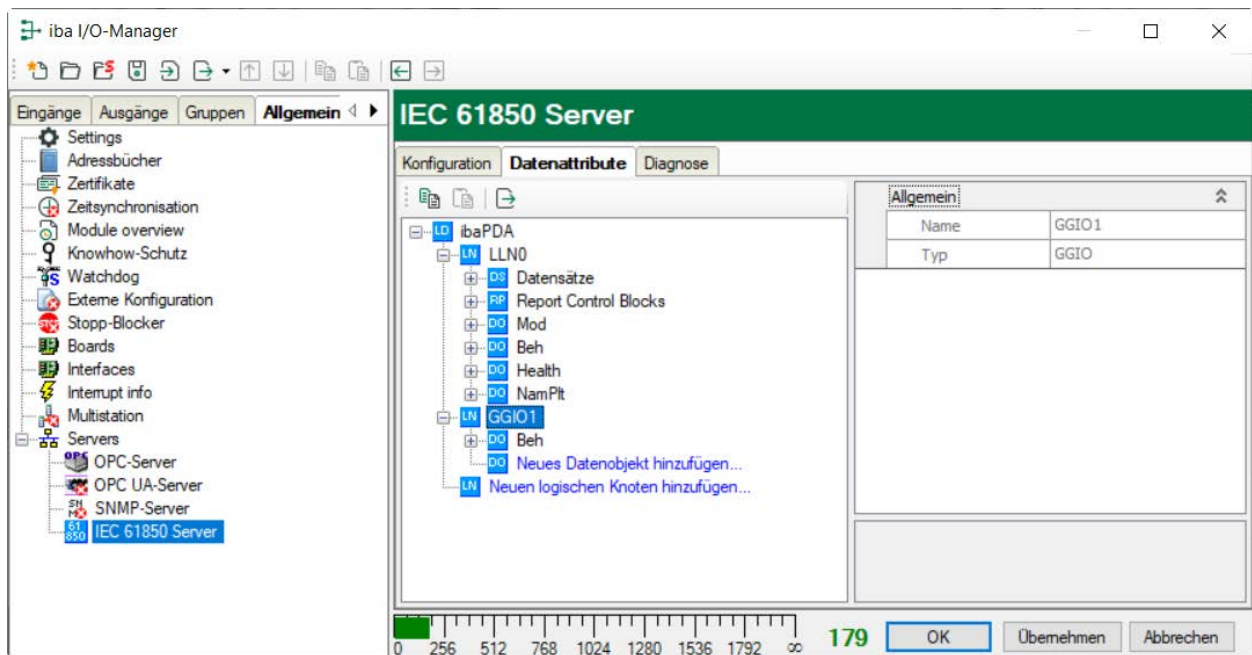 iba I/O-Manager
Eingänge Ausgänge Gruppen Allgemein
Settings
Adressbücher
Zertifikate
Zeitsynchronisation
Module overview
Knowhow-Schutz
Watchdog
Externe Konfiguration
Stopp-Blocker
Boards
Interfaces
Interrupt info
Multistation
Servers
OPC-Server
OPC UA-Server
SNMP-Server
IEC 61850 Server
IEC 61850 Server
Konfiguration Datenattribute Diagnose
LD ibaPDA
LN LLN0
DS Datensätze
RP Report Control Blocks
DO Mod
DO Beh
DO Health
DO NamPlt
LN GGIO1
DO Beh
DO Neues Datenobjekt hinzufügen...
LN Neuen logischen Knoten hinzufügen...
Allgemein
Name GGIO1
Typ GGIO
0 256 512 768 1024 1280 1536 1792 ∞
179
OK Übernehmen Abbrechen